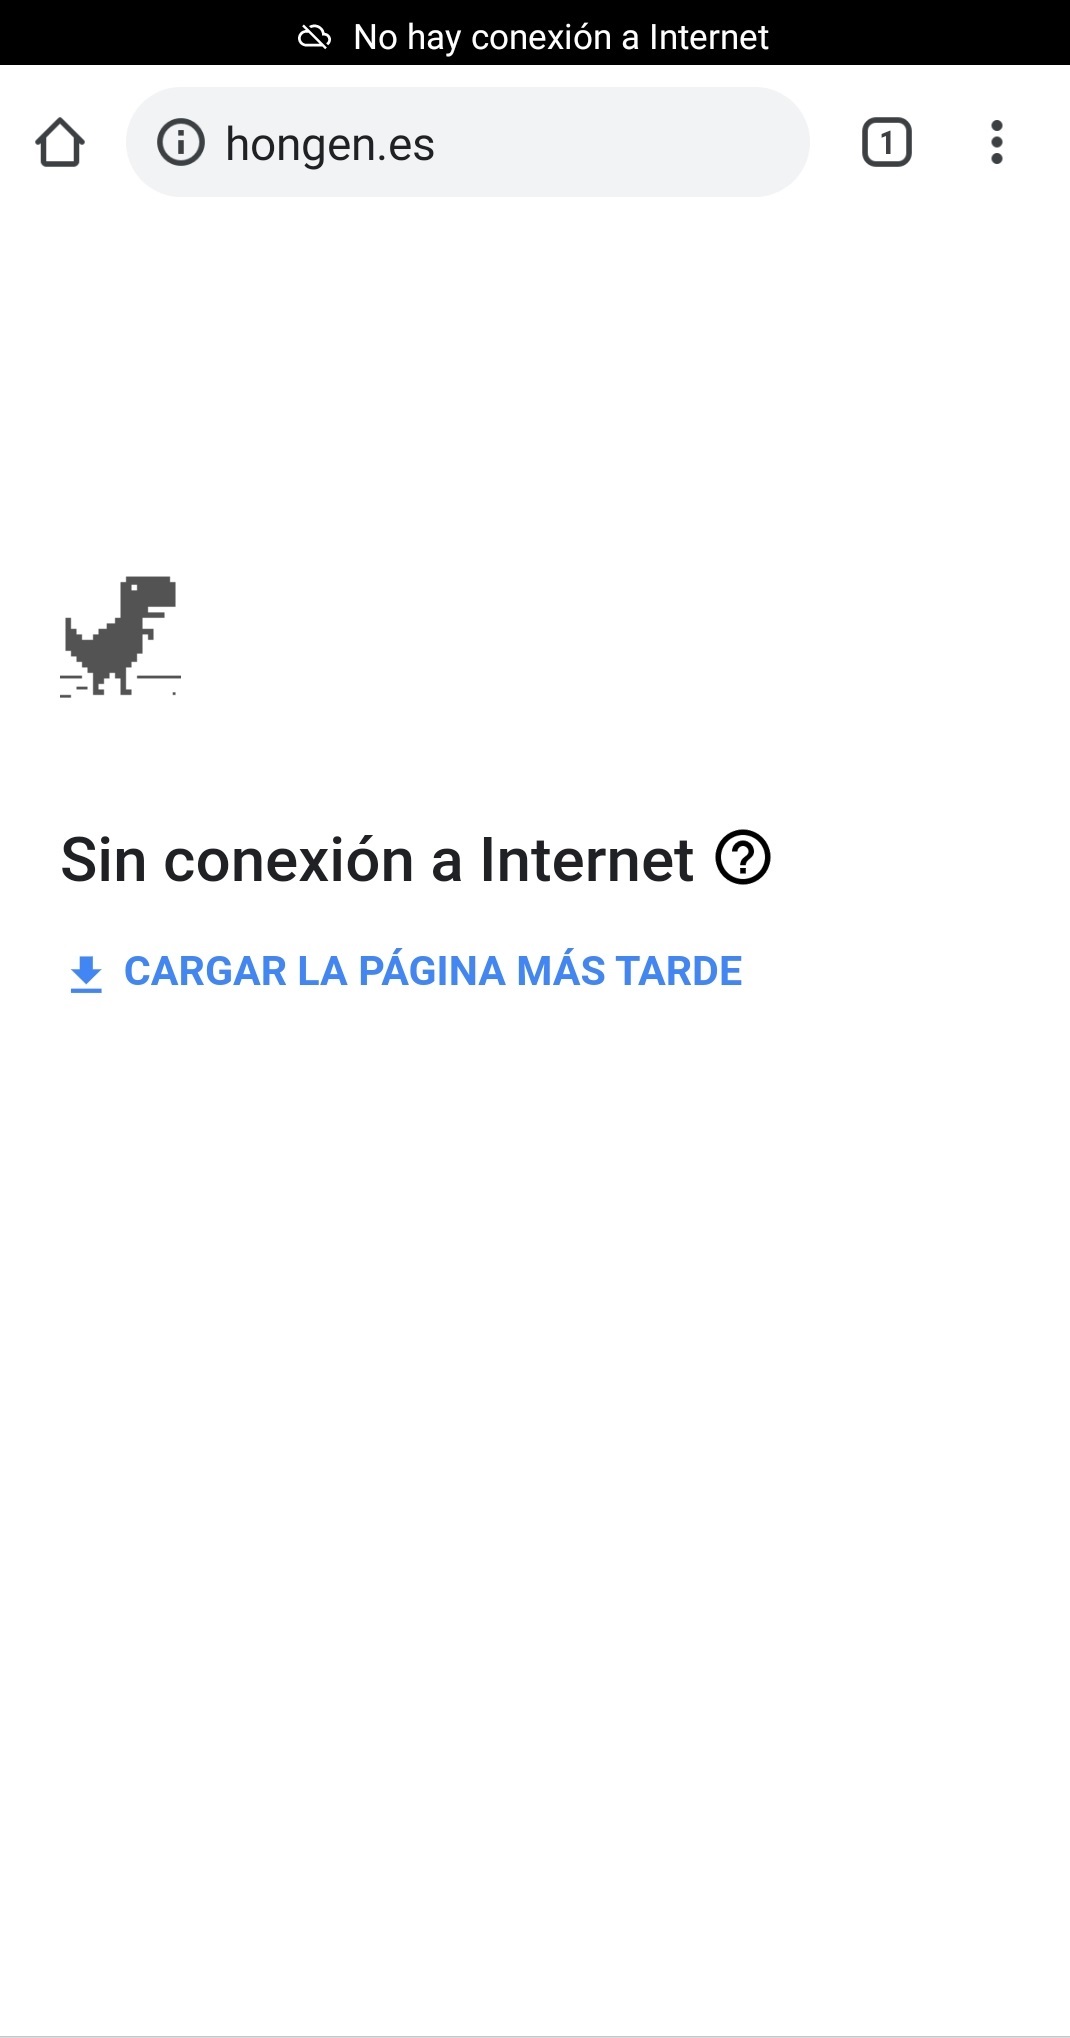 No hay conexión a Internet
hongen.es
1
Sin conexión a Internet
CARGAR LA PÁGINA MÁS TARDE